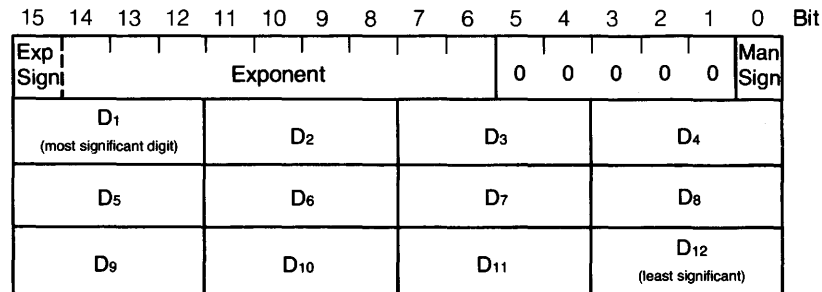 15 14 13 12 11 10 9 8 7 6 5 4 3 2 1 0 Bit
Exp Sign Exponent 0 0 0 0 0 Man Sign
D1 (most significant digit) D2 D3 D4
D5 D6 D7 D8
D9 D10 D11 D12 (least significant)